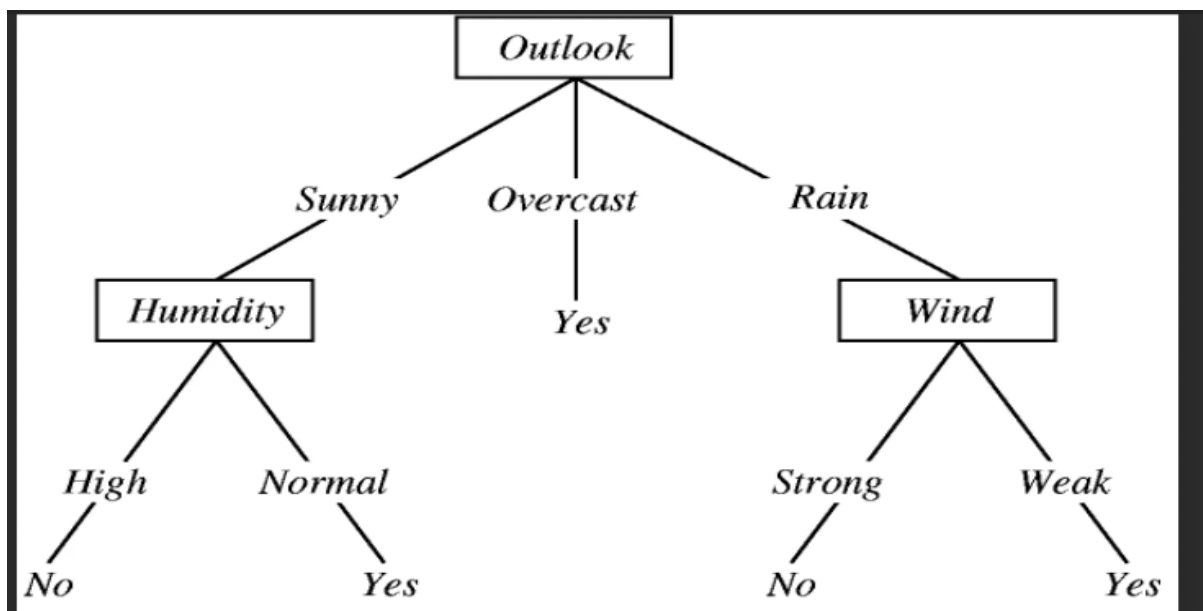 Outlook
Sunny Overcast Rain
Humidity Yes Wind
High Normal Strong Weak
No Yes No Yes